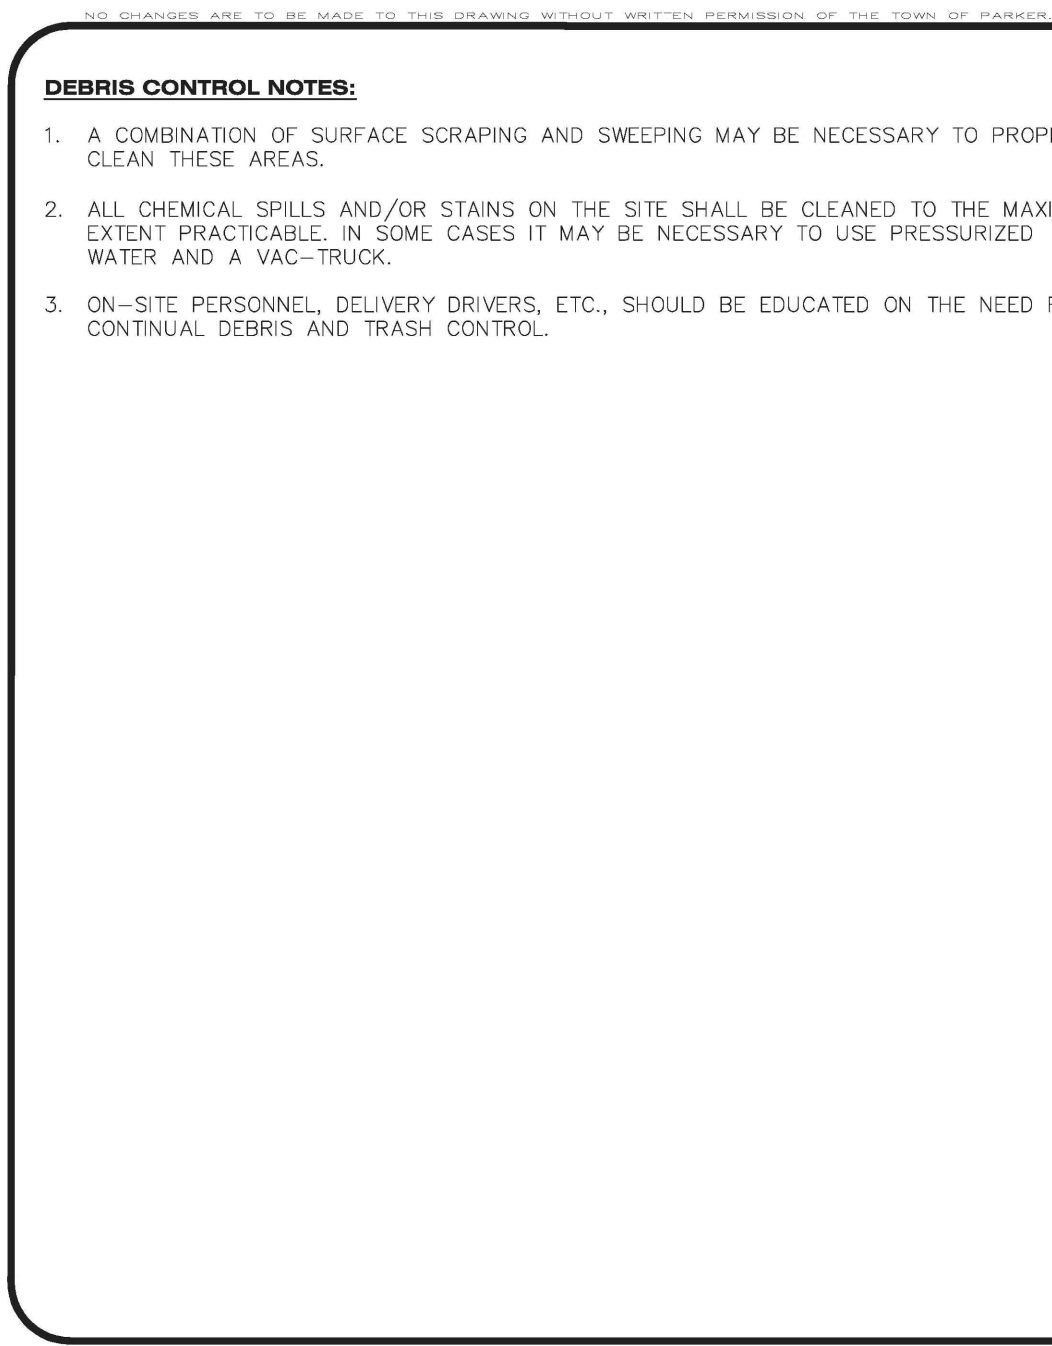 NO CHANGES ARE TO BE MADE TO THIS DRAWING WITHOUT WRITTEN PERMISSION OF THE TOWN OF PARKER.
DEBRIS CONTROL NOTES:
1. A COMBINATION OF SURFACE SCRAPING AND SWEEPING MAY BE NECESSARY TO
CLEAN THESE AREAS.
2. ALL CHEMICAL SPILLS AND/OR STAINS ON THE SITE SHALL BE CLEANED TO THE
EXTENT PRACTICABLE. IN SOME CASES IT MAY BE NECESSARY TO USE PRESSURIZED
WATER AND A VAC-TRUCK.
3. ON-SITE PERSONNEL, DELIVERY DRIVERS, ETC., SHOULD BE EDUCATED ON THE NEED
CONTINUAL DEBRIS AND TRASH CONTROL.